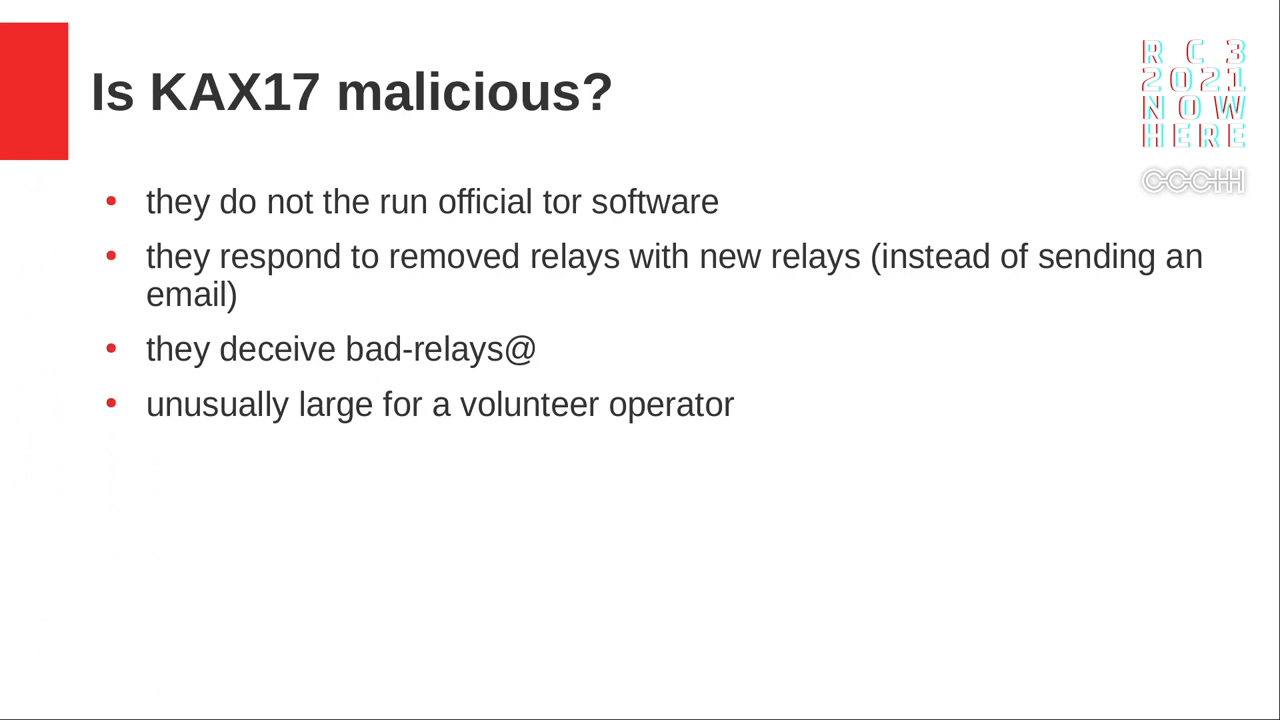 Is KAX17 malicious?
R C 3
2021
NOW
HERE
CCCHH
• they do not the run official tor software
• they respond to removed relays with new relays (instead of sending an
email)
• they deceive bad-relays@
• unusually large for a volunteer operator